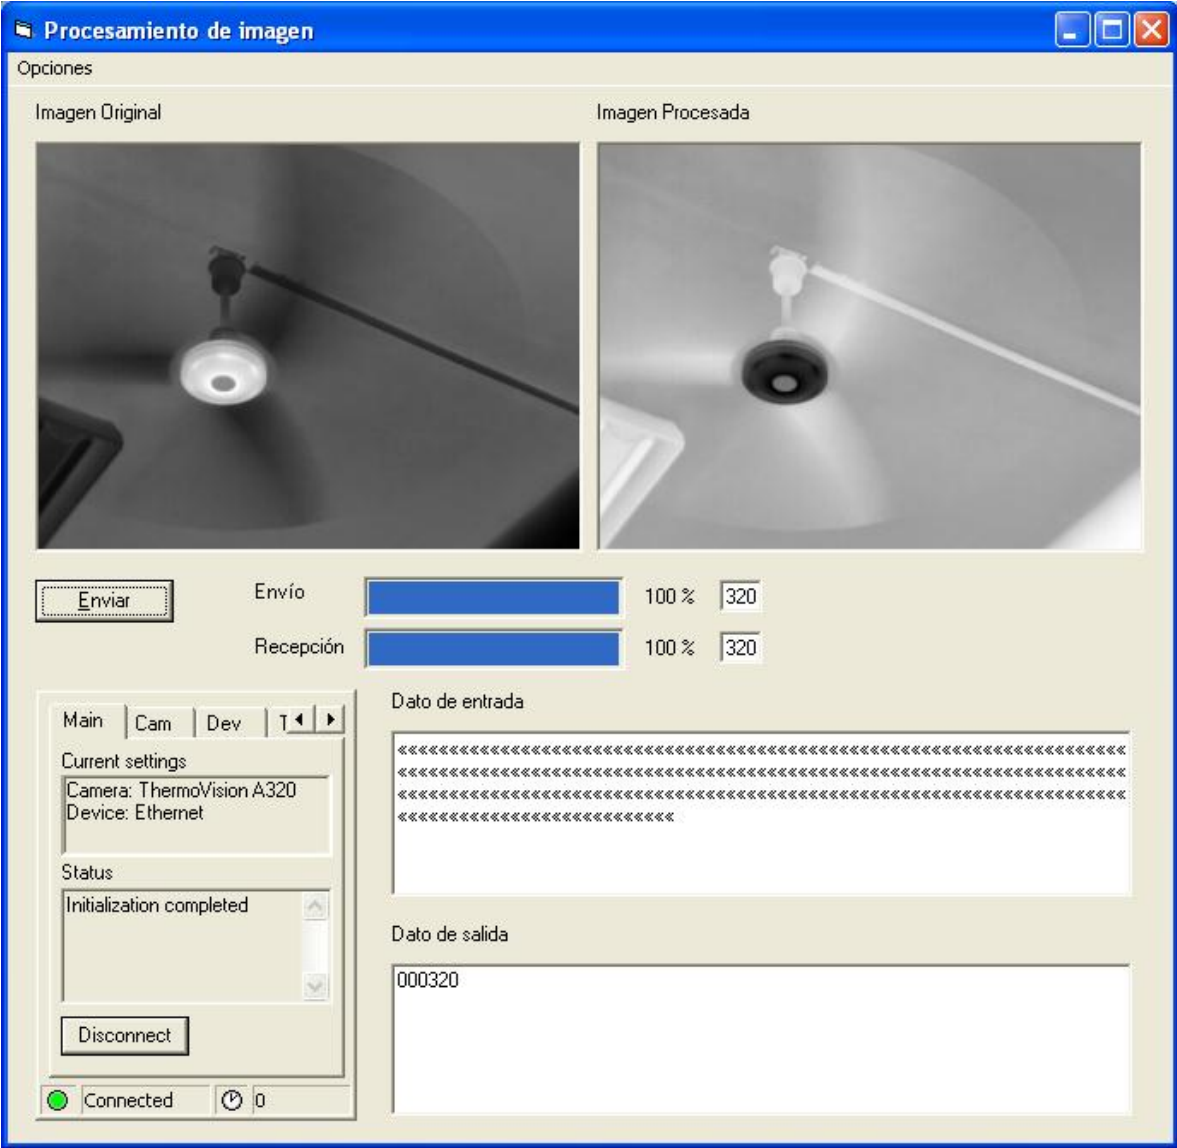 Procesamiento de imagen
Opciones
Imagen Original
Imagen Procesada
Enviar
Envío
100 %
320
Recepción
100 %
320
Main
Cam
Dev
Current settings
Camera: ThermoVision A320
Device: Ethernet
Status
Initialization completed
Disconnect
Connected
0
Dato de entrada
Dato de salida
000320